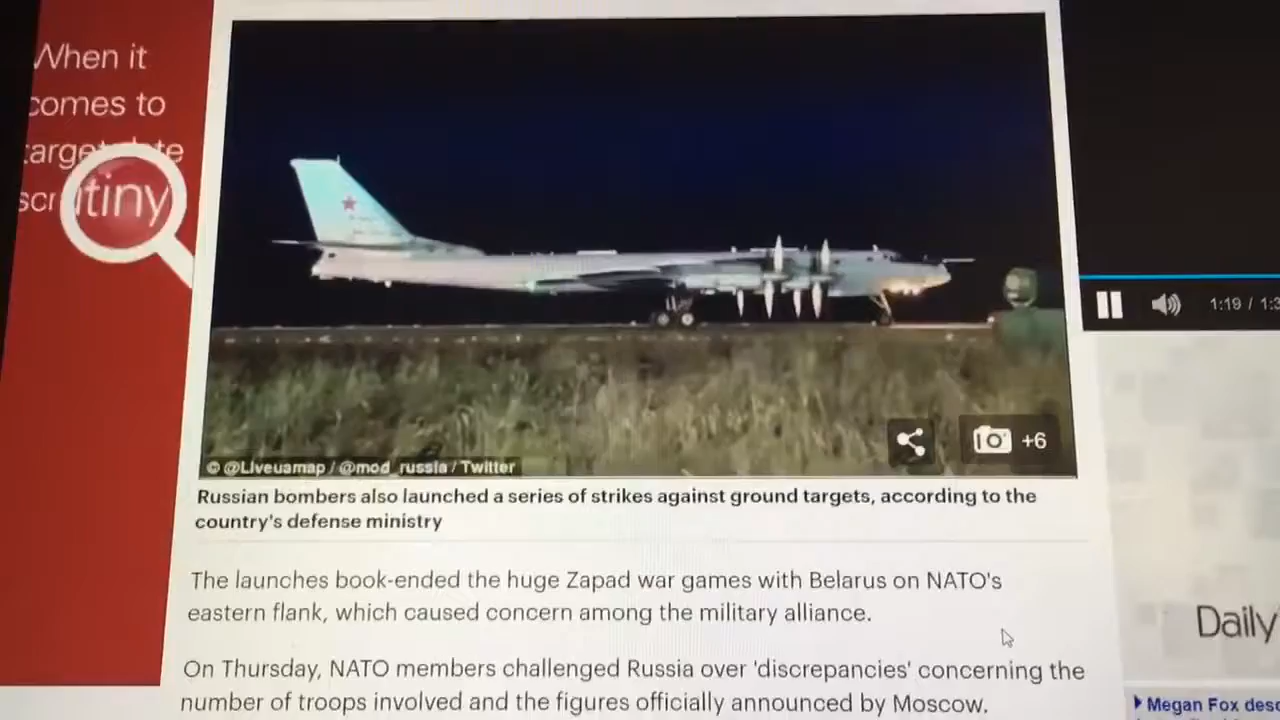 When it
comes to
scrutiny
1:19 /
+6
© @Liveuamap / @mod_russia / Twitter
Russian bombers also launched a series of strikes against ground targets, according to the
country's defense ministry
The launches book-ended the huge Zapad war games with Belarus on NATO's
eastern flank, which caused concern among the military alliance.
Daily
On Thursday, NATO members challenged Russia over 'discrepancies' concerning the
number of troops involved and the figures officially announced by Moscow.
Megan Fox